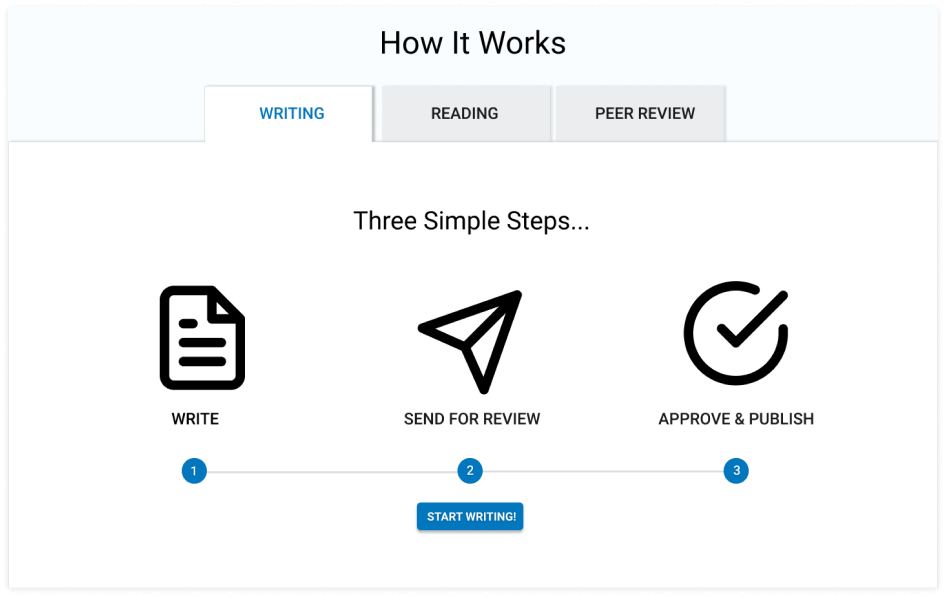 How It Works
WRITING READING PEER REVIEW
Three Simple Steps...
WRITE SEND FOR REVIEW APPROVE & PUBLISH
1 2 3
START WRITING!